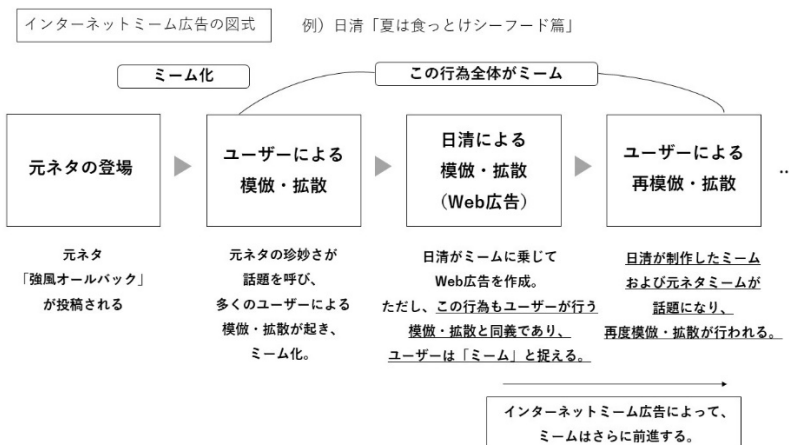 インターネットミーム広告の図式
例）日清「夏は食っとけシーフード篇」
ミーム化
この行為全体がミーム
元ネタの登場
ユーザーによる
模倣・拡散
日清による
模倣・拡散
（Web広告）
ユーザーによる
再模倣・拡散
..
元ネタ
「強風オールバック」
が投稿される
元ネタの珍妙さが
話題を呼び、
多くのユーザーによる
模倣・拡散が起き、
ミーム化。
日清がミームに乗じて
Web広告を作成。
ただし、この行為もユーザーが行う
模倣・拡散と同義であり、
ユーザーは「ミーム」と捉える。
日清が制作したミーム
および元ネタミームが
話題になり、
再度模倣・拡散が行われる。
インターネットミーム広告によって、
ミームはさらに前進する。